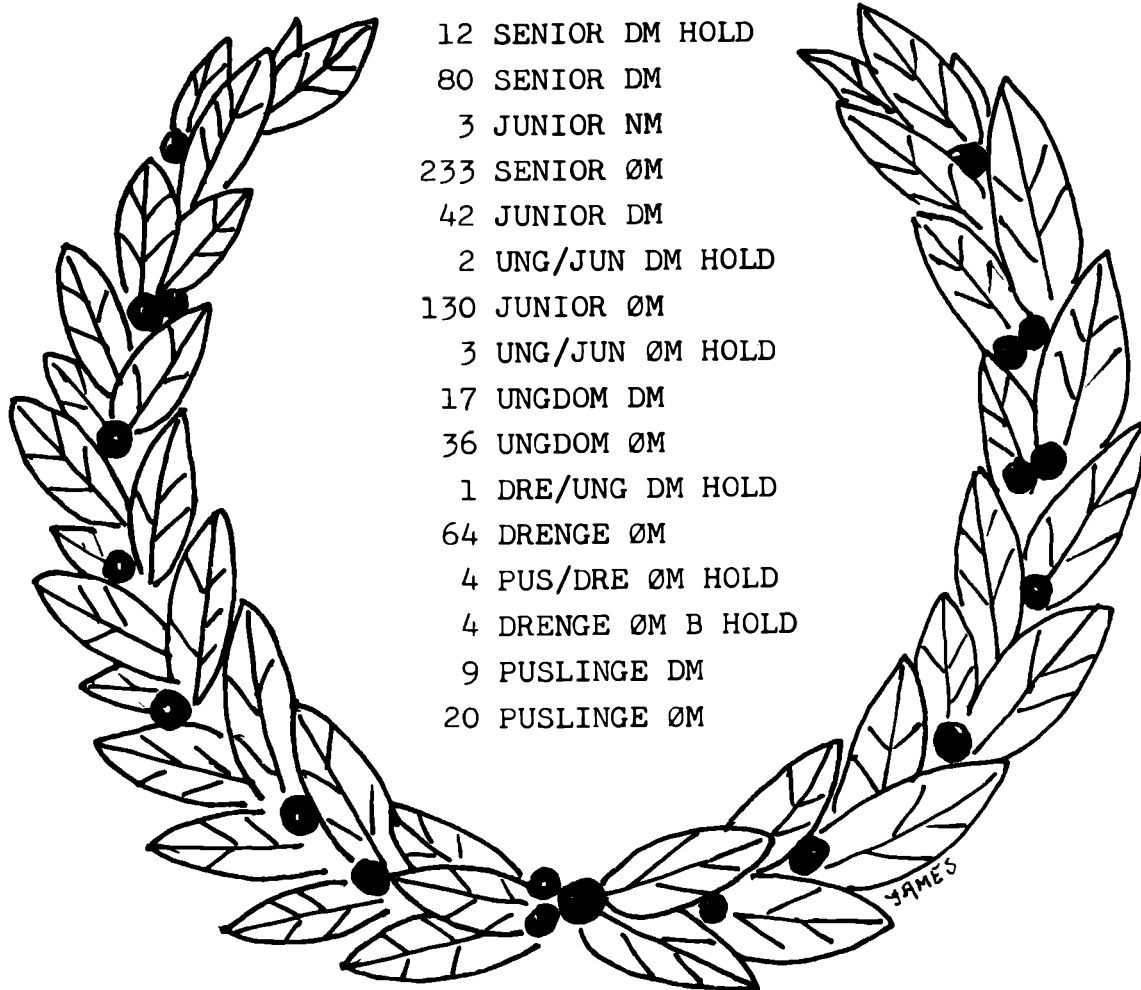 12 SENIOR DM HOLD
80 SENIOR DM
3 JUNIOR NM
233 SENIOR ØM
42 JUNIOR DM
2 UNG/JUN DM HOLD
130 JUNIOR ØM
3 UNG/JUN ØM HOLD
17 UNGDOM DM
36 UNGDOM ØM
1 DRE/UNG DM HOLD
64 DRENGE ØM
4 PUS/DRE ØM HOLD
4 DRENGE ØM B HOLD
9 PUSLINGE DM
20 PUSLINGE ØM
JAMES